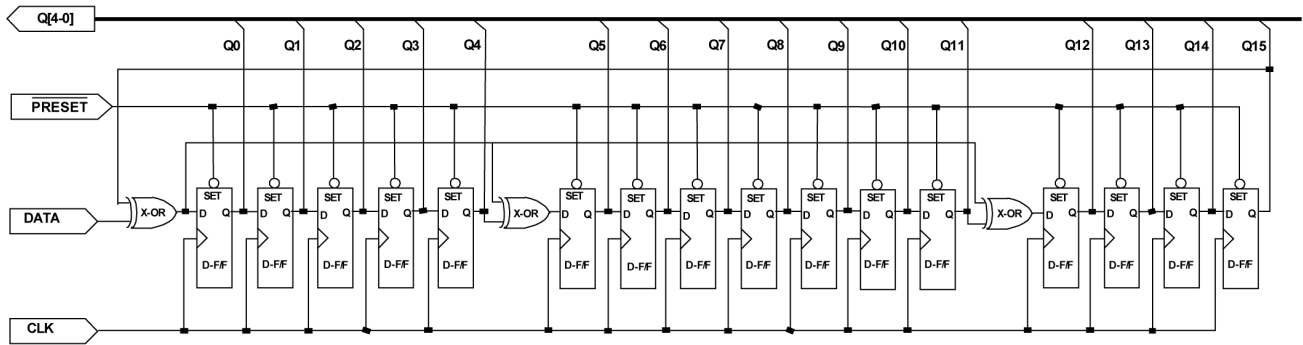 Q[4-0]
Q0 Q1 Q2 Q3 Q4 Q5 Q6 Q7 Q8 Q9 Q10 Q11 Q12 Q13 Q14 Q15
PRESET
SET SET SET SET SET SET SET SET SET SET SET SET SET SET SET SET
DATA
X-OR D Q D Q D Q D Q D Q X-OR D Q D Q D Q D Q D Q D Q D Q X-OR D Q D Q D Q D Q
D-F/F D-F/F D-F/F D-F/F D-F/F D-F/F D-F/F D-F/F D-F/F D-F/F D-F/F D-F/F D-F/F D-F/F D-F/F D-F/F
CLK